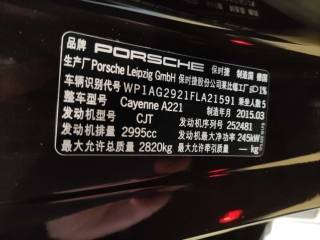 品牌 PORSCHE 保时捷 制造国 德国
生产厂 Porsche Leipzig GmbH 保时捷股份公司莱比锡工厂
车辆识别代号 WP1AG2921FLA21591 乘坐人数 5
整车型号 Cayenne A221 制造年月 2015.03
发动机型号 CJT 发动机序列号 252481
发动机排量 2995cc 发动机最大净功率 245kW
最大允许总质量 2820kg 最大允许牵引质量 — kg